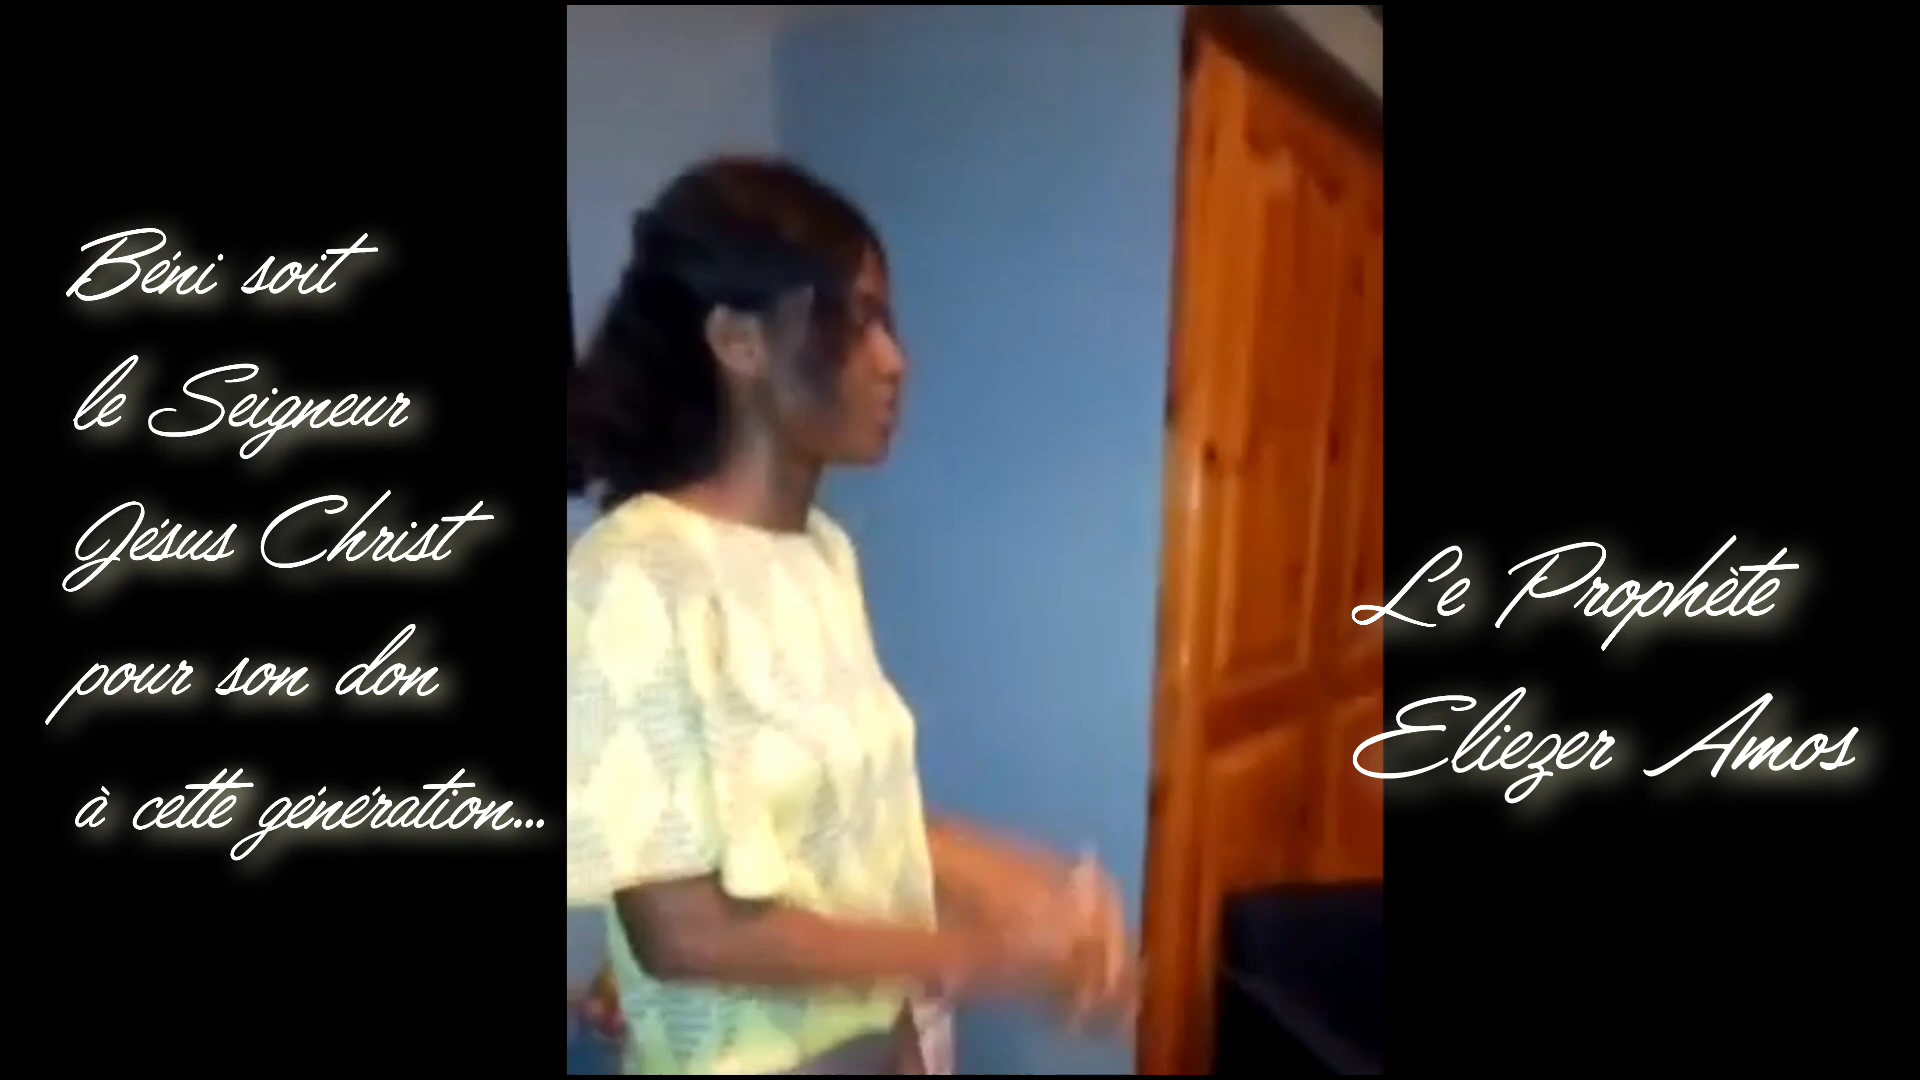 Béni soit
le Seigneur
Jésus Christ
pour son don
à cette génération...
Le Prophète
Eliezer Amos